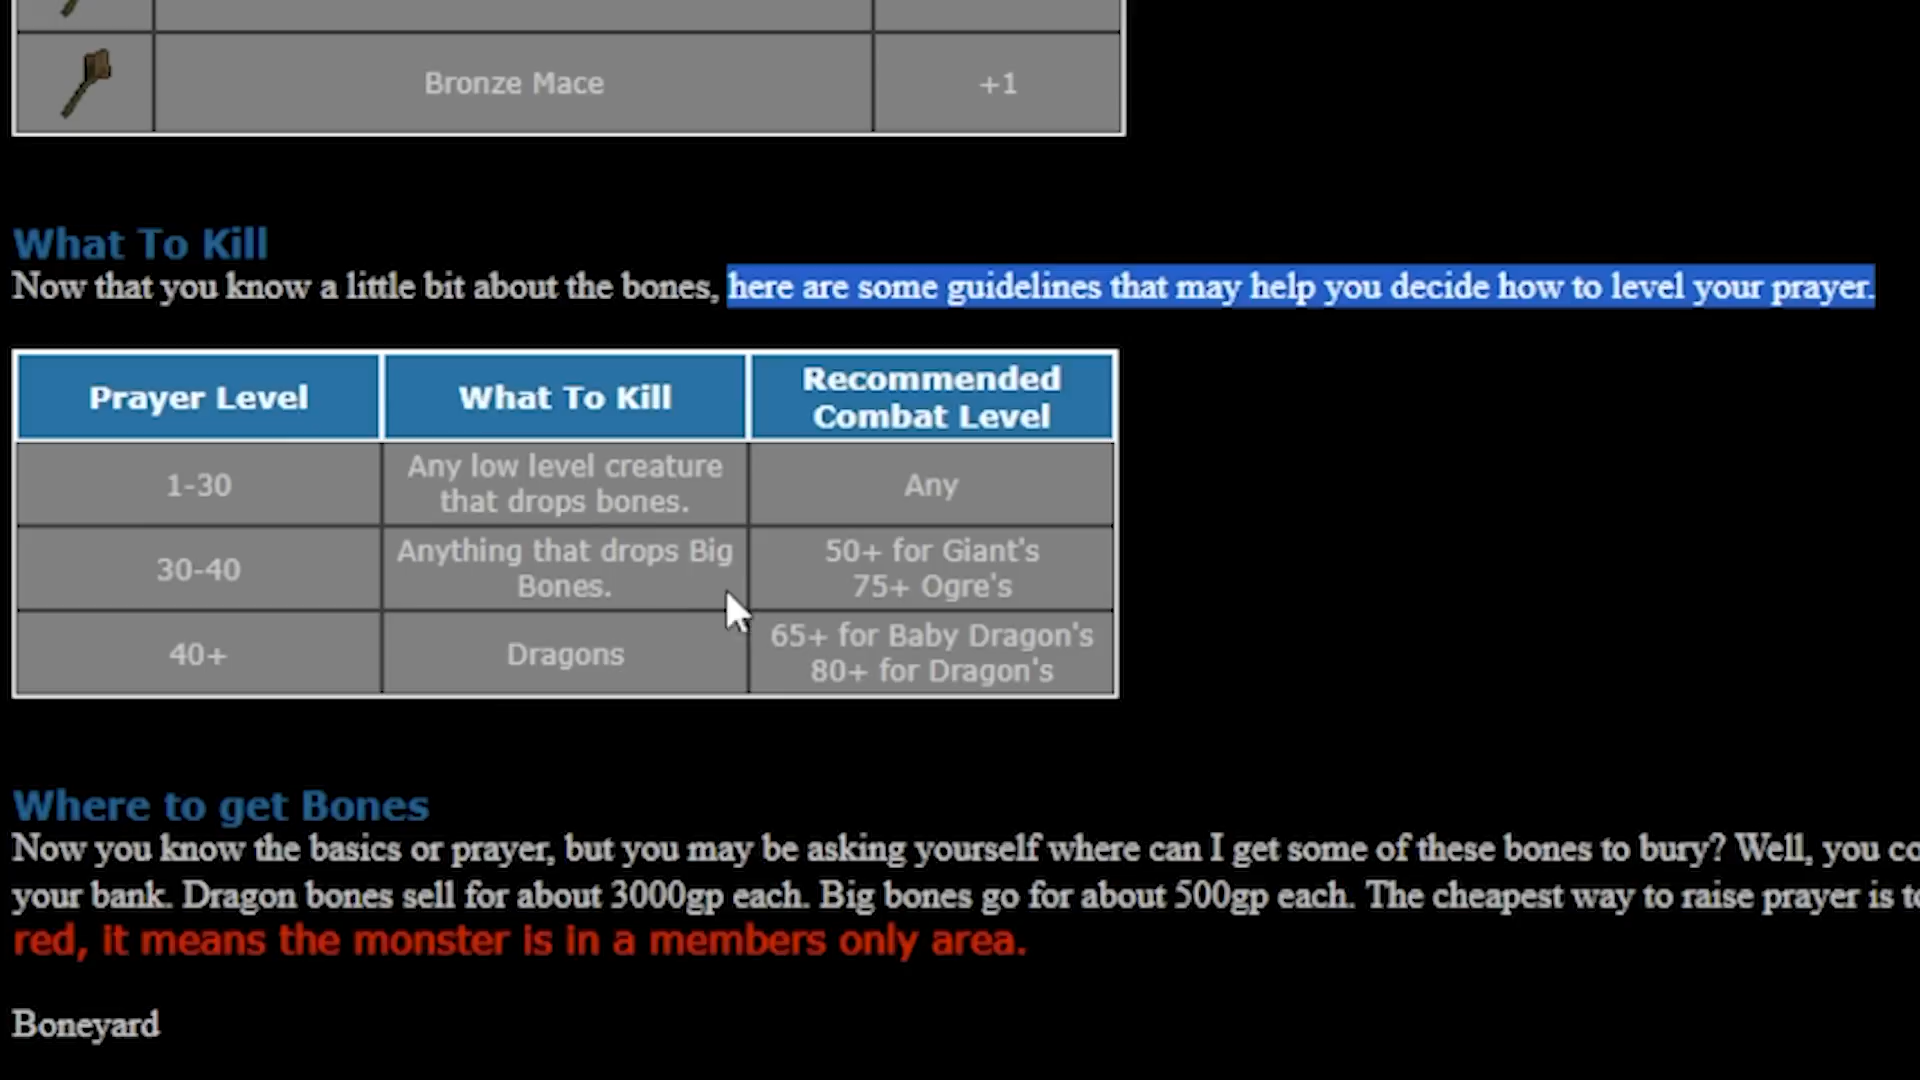 Bronze Mace +1
What To Kill
Now that you know a little bit about the bones, here are some guidelines that may help you decide how to level your prayer.
Prayer Level What To Kill Recommended Combat Level
1-30 Any low level creature that drops bones. Any
30-40 Anything that drops Big Bones. 50+ for Giant's 75+ Ogre's
40+ Dragons 65+ for Baby Dragon's 80+ for Dragon's
Where to get Bones
Now you know the basics or prayer, but you may be asking yourself where can I get some of these bones to bury? Well, you co
your bank. Dragon bones sell for about 3000gp each. Big bones go for about 500gp each. The cheapest way to raise prayer is to
red, it means the monster is in a members only area.
Boneyard